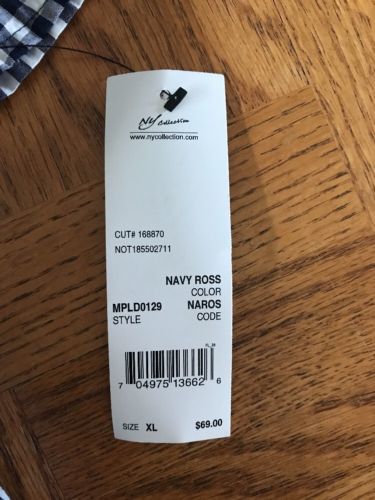 NY Collection
www.nycollection.com
CUT# 168870
NOT185502711
NAVY ROSS
COLOR
MPLD0129 NAROS
STYLE CODE
FL_28
7 04975 13662 6
SIZE XL $69.00